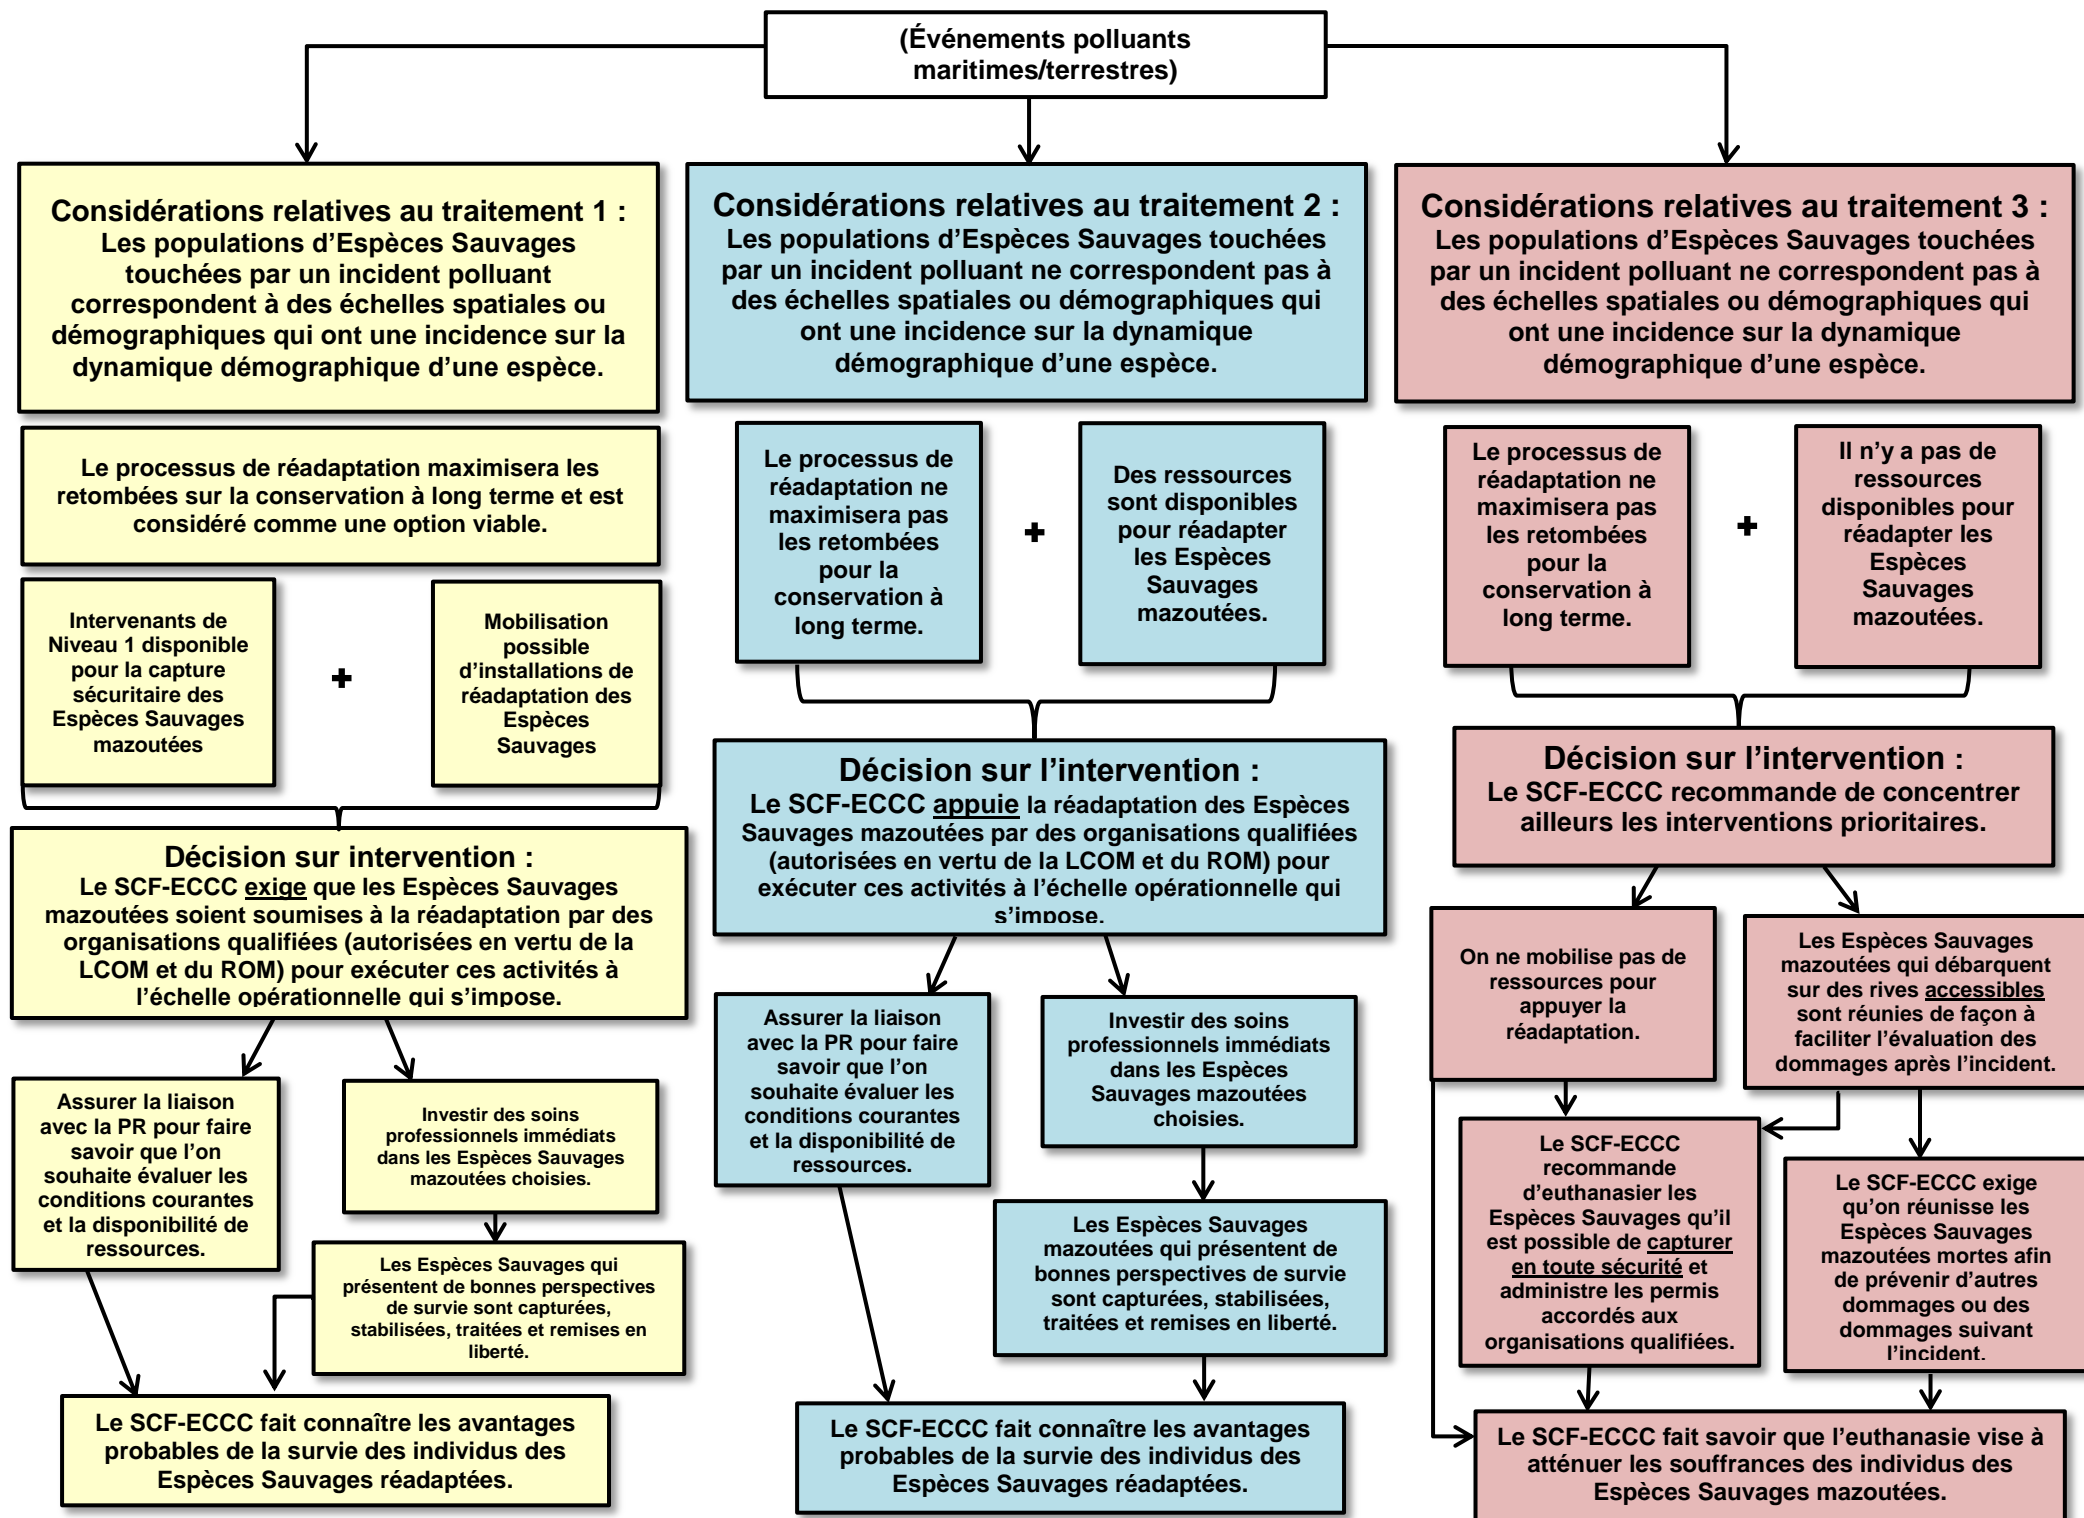 (Événements polluants
maritimes/terrestres)
Considérations relatives au traitement 1 :
Les populations d’Espèces Sauvages
touchées par un incident polluant
correspondent à des échelles spatiales ou
démographiques qui ont une incidence sur la
dynamique démographique d’une espèce.
Le processus de réadaptation maximisera les
retombées sur la conservation à long terme et est
considéré comme une option viable.
Intervenants de
Niveau 1 disponible
pour la capture
sécuritaire des
Espèces Sauvages
mazoutées
+
Mobilisation
possible
d’installations de
réadaptation des
Espèces
Sauvages
Décision sur intervention :
Le SCF-ECCC exige que les Espèces Sauvages
mazoutées soient soumises à la réadaptation par des
organisations qualifiées (autorisées en vertu de la
LCOM et du ROM) pour exécuter ces activités à
l’échelle opérationnelle qui s’impose.
Assurer la liaison
avec la PR pour faire
savoir que l’on
souhaite évaluer les
conditions courantes
et la disponibilité de
ressources.
Investir des soins
professionnels immédiats
dans les Espèces Sauvages
mazoutées choisies.
Les Espèces Sauvages qui
présentent de bonnes perspectives
de survie sont capturées,
stabilisées, traitées et remises en
liberté.
Le SCF-ECCC fait connaître les avantages
probables de la survie des individus des
Espèces Sauvages réadaptées.
Considérations relatives au traitement 2 :
Les populations d’Espèces Sauvages touchées
par un incident polluant ne correspondent pas à
des échelles spatiales ou démographiques qui
ont une incidence sur la dynamique
démographique d’une espèce.
Le processus de
réadaptation ne
maximisera pas
les retombées
pour la
conservation à
long terme.
+
Des ressources
sont disponibles
pour réadapter
les Espèces
Sauvages
mazoutées.
Décision sur l’intervention :
Le SCF-ECCC appuie la réadaptation des Espèces
Sauvages mazoutées par des organisations qualifiées
(autorisées en vertu de la LCOM et du ROM) pour
exécuter ces activités à l’échelle opérationnelle qui
s’impose.
Assurer la liaison
avec la PR pour faire
savoir que l’on
souhaite évaluer les
conditions courantes
et la disponibilité de
ressources.
Investir des soins
professionnels immédiats
dans les Espèces
Sauvages mazoutées
choisies.
Les Espèces Sauvages
mazoutées qui présentent de
bonnes perspectives de survie
sont capturées, stabilisées,
traitées et remises en liberté.
Le SCF-ECCC fait connaître les avantages
probables de la survie des individus des
Espèces Sauvages réadaptées.
Considérations relatives au traitement 3 :
Les populations d’Espèces Sauvages touchées
par un incident polluant ne correspondent pas à
des échelles spatiales ou démographiques qui
ont une incidence sur la dynamique
démographique d’une espèce.
Le processus de
réadaptation ne
maximisera pas
les retombées
pour la
conservation à
long terme.
+
Il n’y a pas de
ressources
disponibles pour
réadapter les
Espèces
Sauvages
mazoutées.
Décision sur l’intervention :
Le SCF-ECCC recommande de concentrer
ailleurs les interventions prioritaires.
On ne mobilise pas de
ressources pour
appuyer la
réadaptation.
Les Espèces Sauvages
mazoutées qui débarquent
sur des rives accessibles
sont réunies de façon à
faciliter l’évaluation des
dommages après l’incident.
Le SCF-ECCC
recommande
d’euthanasier les
Espèces Sauvages qu’il
est possible de capturer
en toute sécurité et
administre les permis
accordés aux
organisations qualifiées.
Le SCF-ECCC exige
qu’on réunisse les
Espèces Sauvages
mazoutées mortes afin
de prévenir d’autres
dommages ou des
dommages suivant
l’incident.
Le SCF-ECCC fait savoir que l’euthanasie vise à
atténuer les souffrances des individus des
Espèces Sauvages mazoutées.